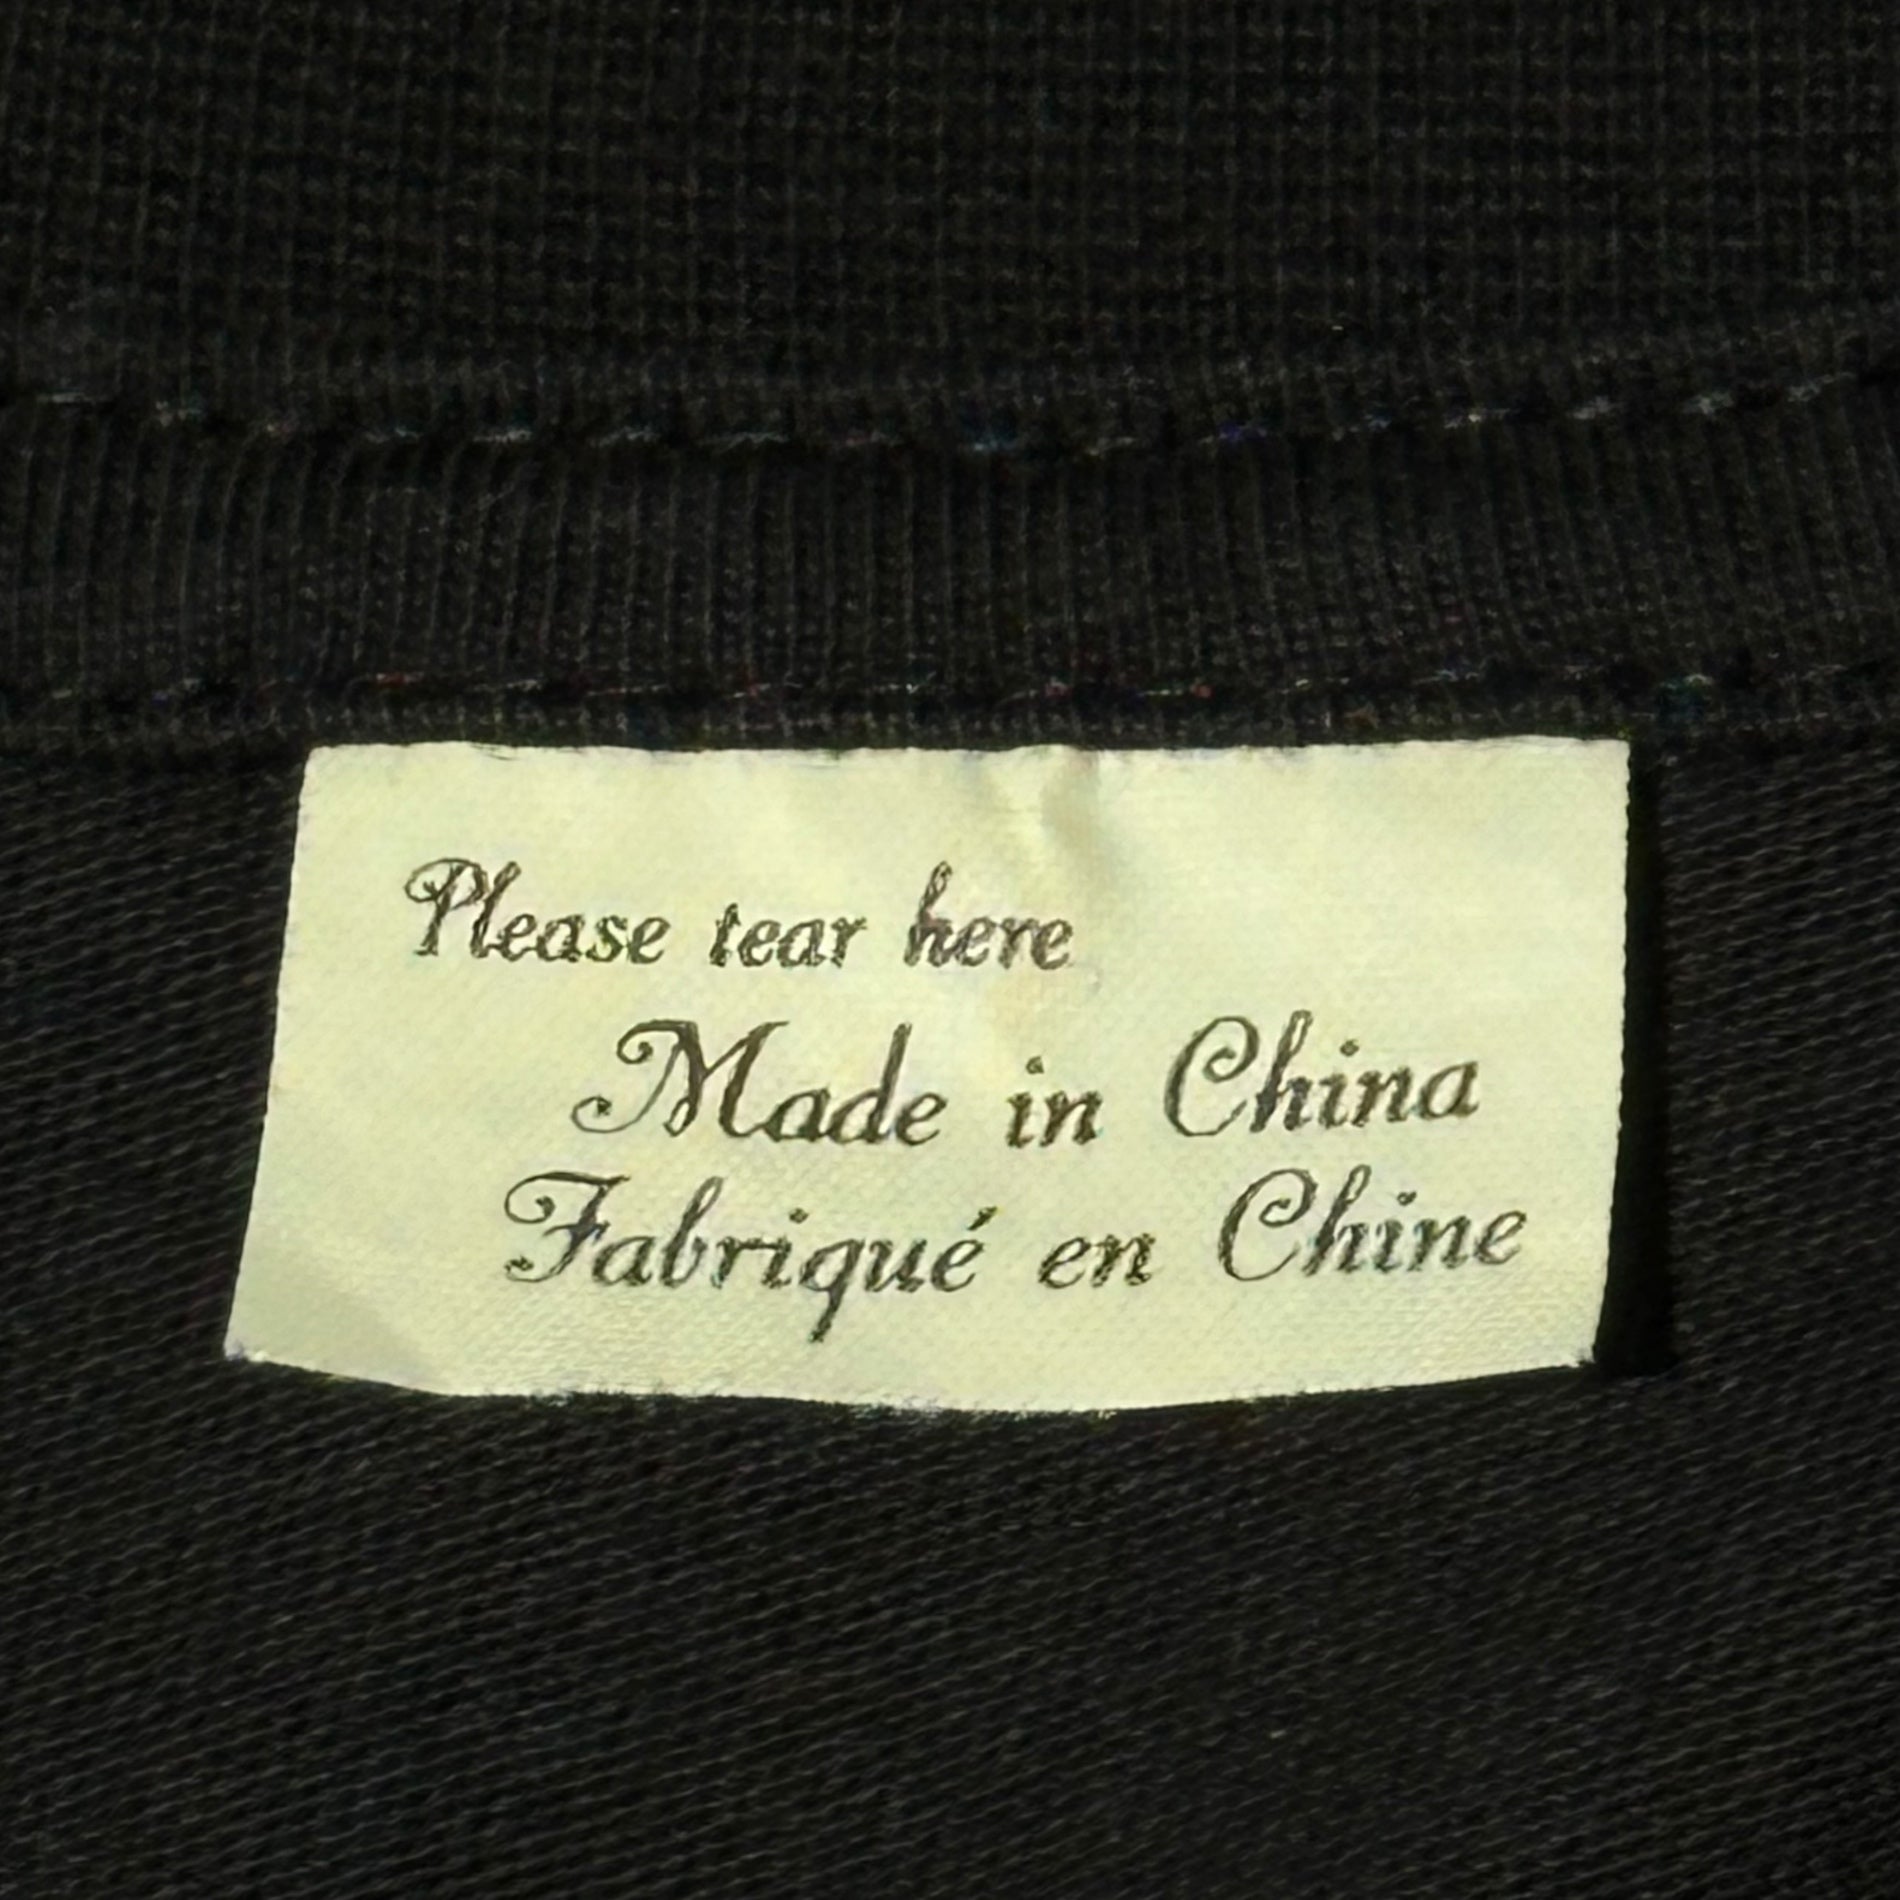 Please tear here
Made in China
Fabriqué en Chine